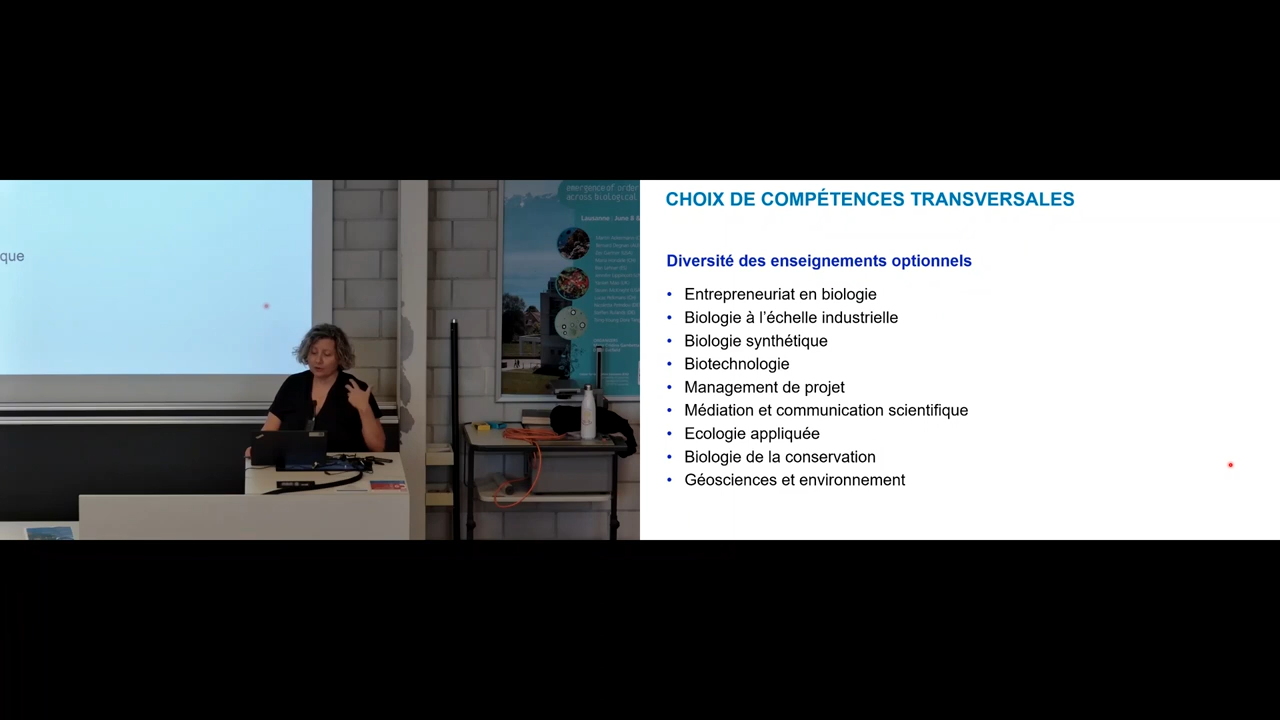 que
emergence of order
across biological
Lausanne June 8 &
CHOIX DE COMPÉTENCES TRANSVERSALES
Diversité des enseignements optionnels
• Entrepreneuriat en biologie
• Biologie à l'échelle industrielle
• Biologie synthétique
• Biotechnologie
• Management de projet
• Médiation et communication scientifique
• Ecologie appliquée
• Biologie de la conservation
• Géosciences et environnement